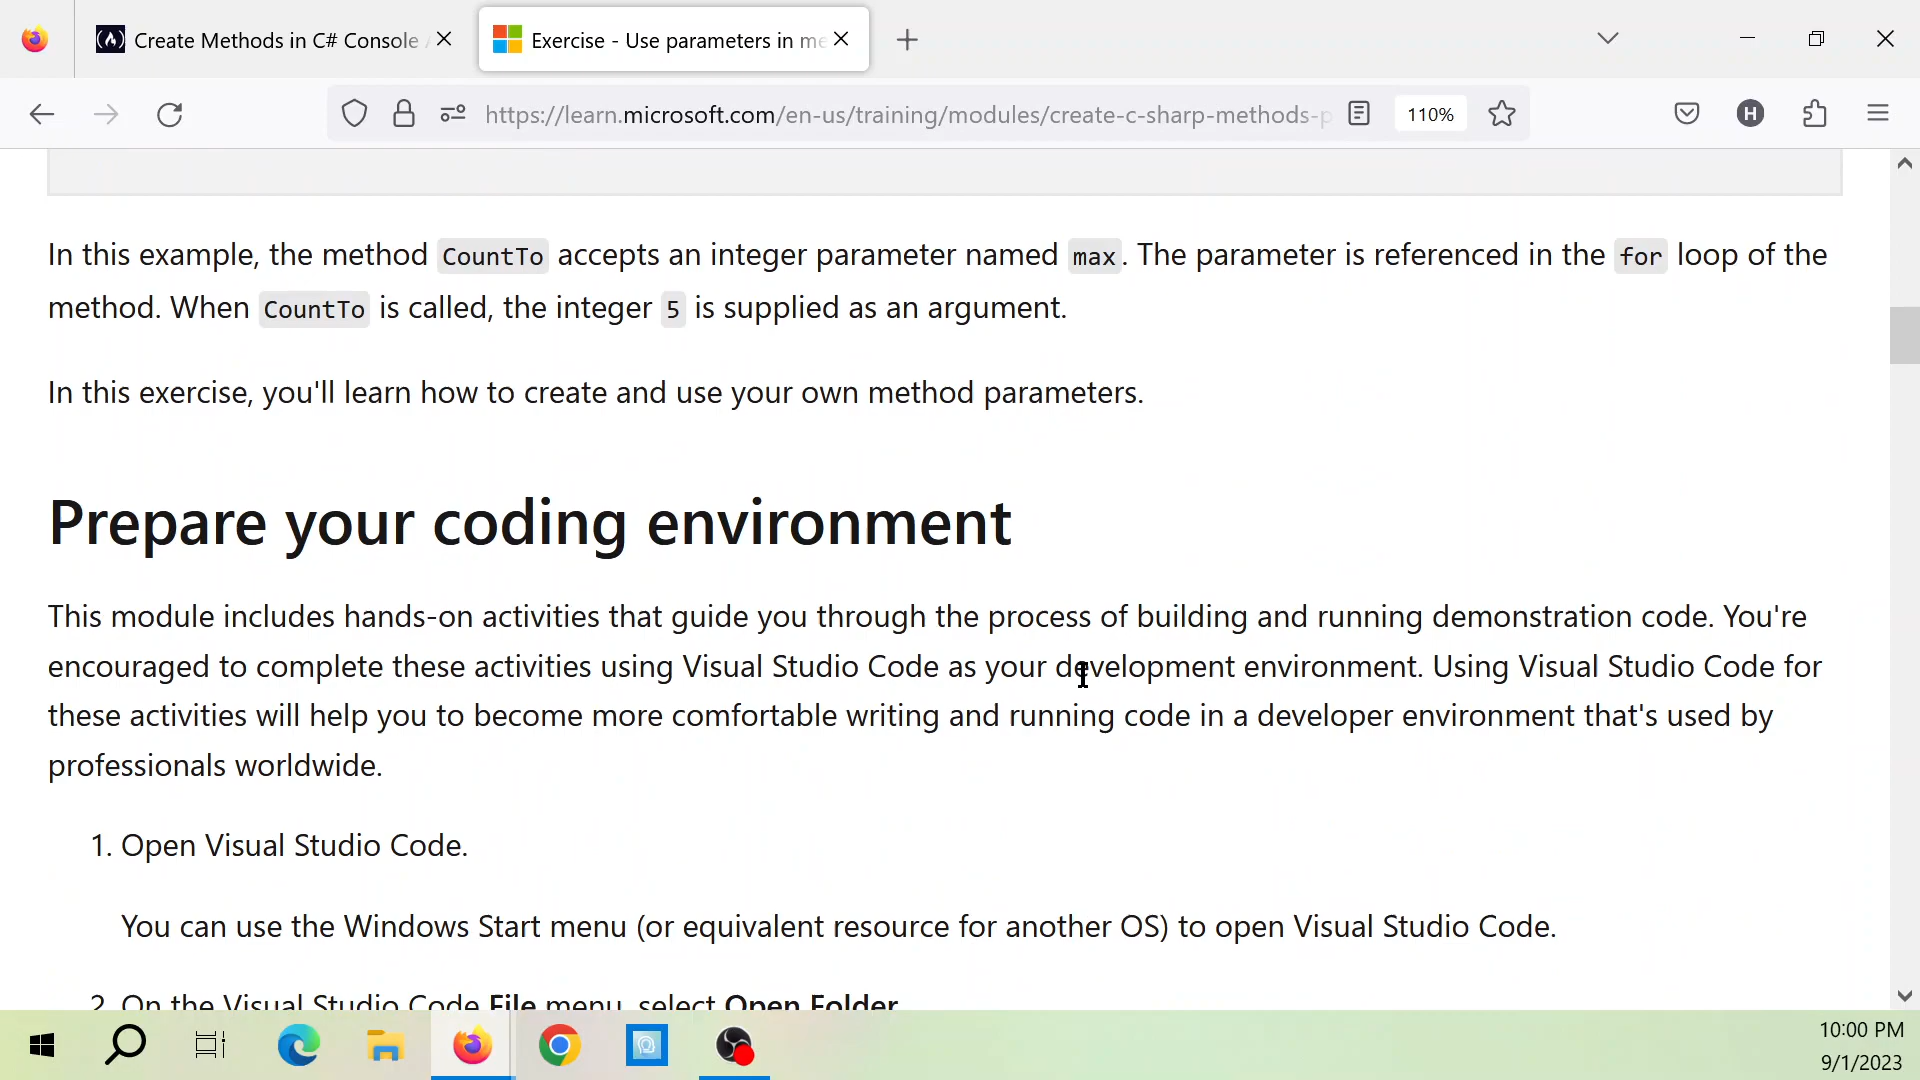 Create Methods in C# Console
Exercise - Use parameters in me
https://learn.microsoft.com/en-us/training/modules/create-c-sharp-methods-p
110%
H
In this example, the method CountTo accepts an integer parameter named max. The parameter is referenced in the for loop of the
method. When CountTo is called, the integer 5 is supplied as an argument.
In this exercise, you'll learn how to create and use your own method parameters.
Prepare your coding environment
This module includes hands-on activities that guide you through the process of building and running demonstration code. You're
encouraged to complete these activities using Visual Studio Code as your development environment. Using Visual Studio Code for
these activities will help you to become more comfortable writing and running code in a developer environment that's used by
professionals worldwide.
1. Open Visual Studio Code.
You can use the Windows Start menu (or equivalent resource for another OS) to open Visual Studio Code.
2. On the Visual Studio Code File menu, select Open Folder
10:00 PM
9/1/2023